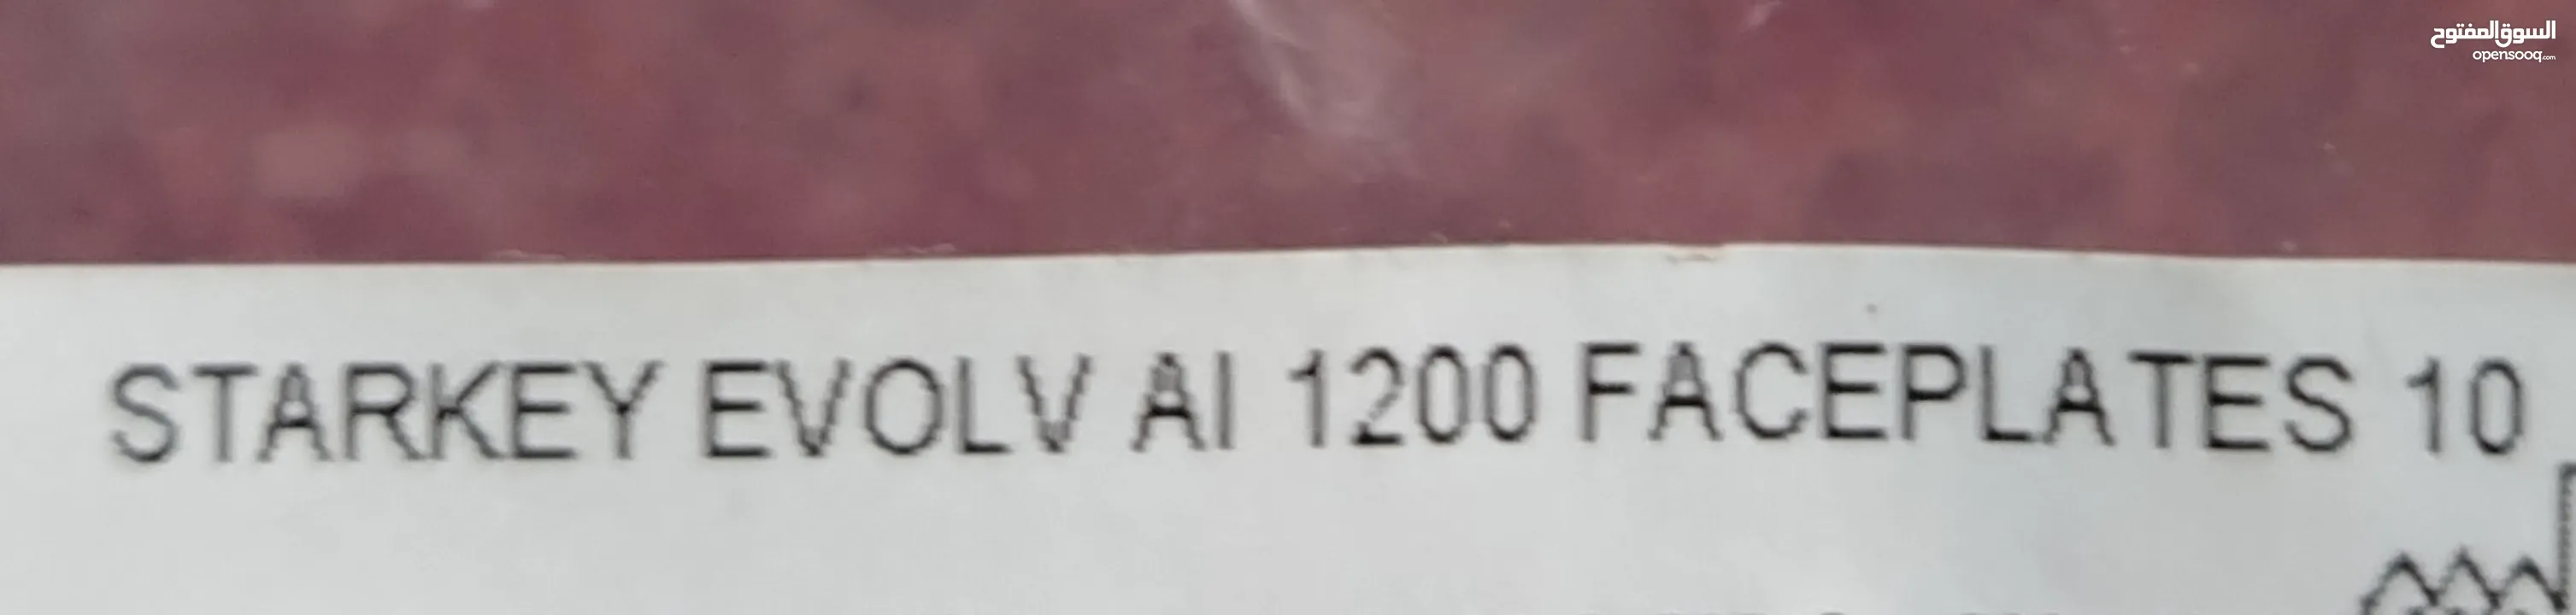 السوق المفتوح
opensooq.com
STARKEY EVOLV AI 1200 FACEPLATES 10